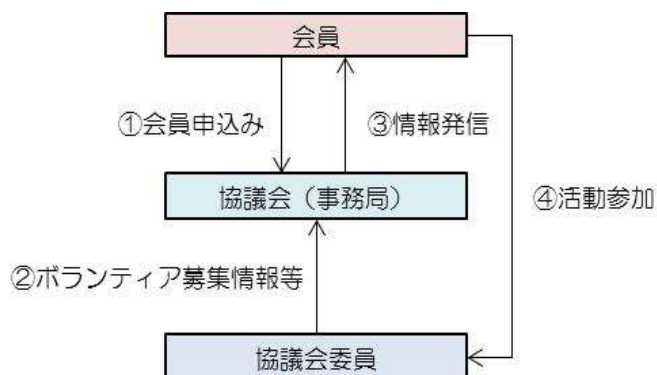 会員
①会員申込み
③情報発信
協議会（事務局）
④活動参加
②ボランティア募集情報等
協議会委員